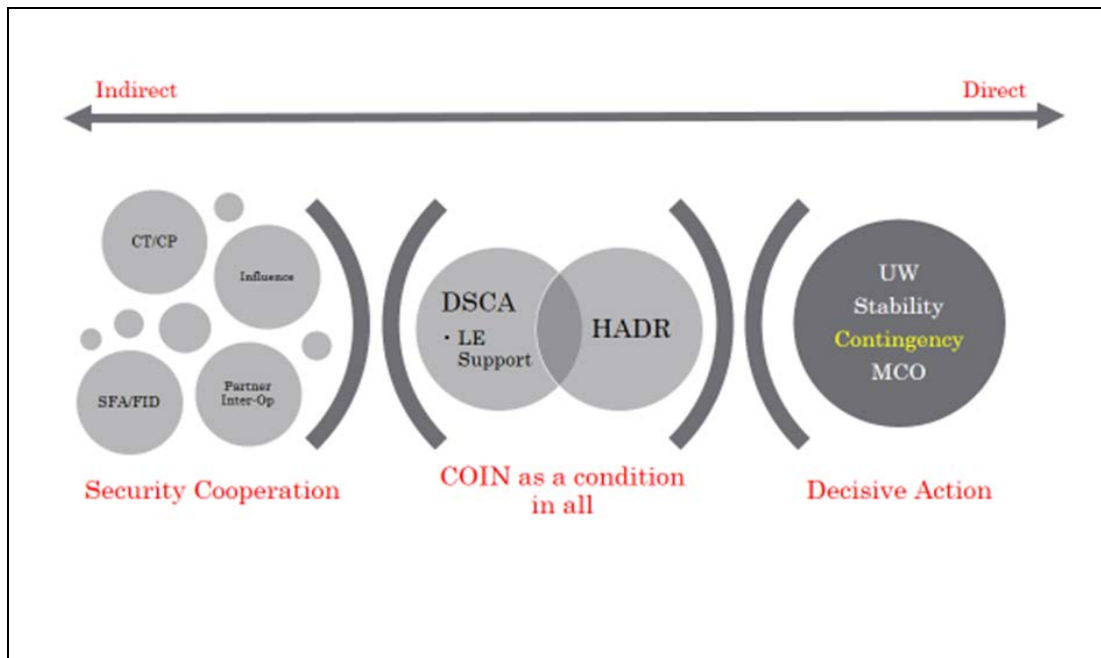 Indirect
Direct
CT/CP
Influence
SFA/FID
Partner
Inter-Op
DSCA
· LE
Support
HADR
UW
Stability
Contingency
MCO
Security Cooperation
COIN as a condition
in all
Decisive Action